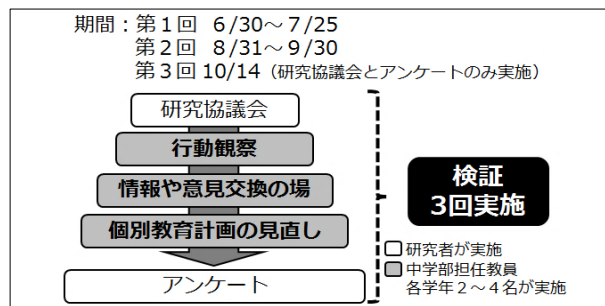 期間：第１回 6/30～7/25
第２回 8/31～9/30
第３回 10/14（研究協議会とアンケートのみ実施）
研究協議会
行動観察
情報や意見交換の場
個別教育計画の見直し
アンケート
検証
3回実施
研究者が実施
中学部担任教員
各学年２～４名が実施